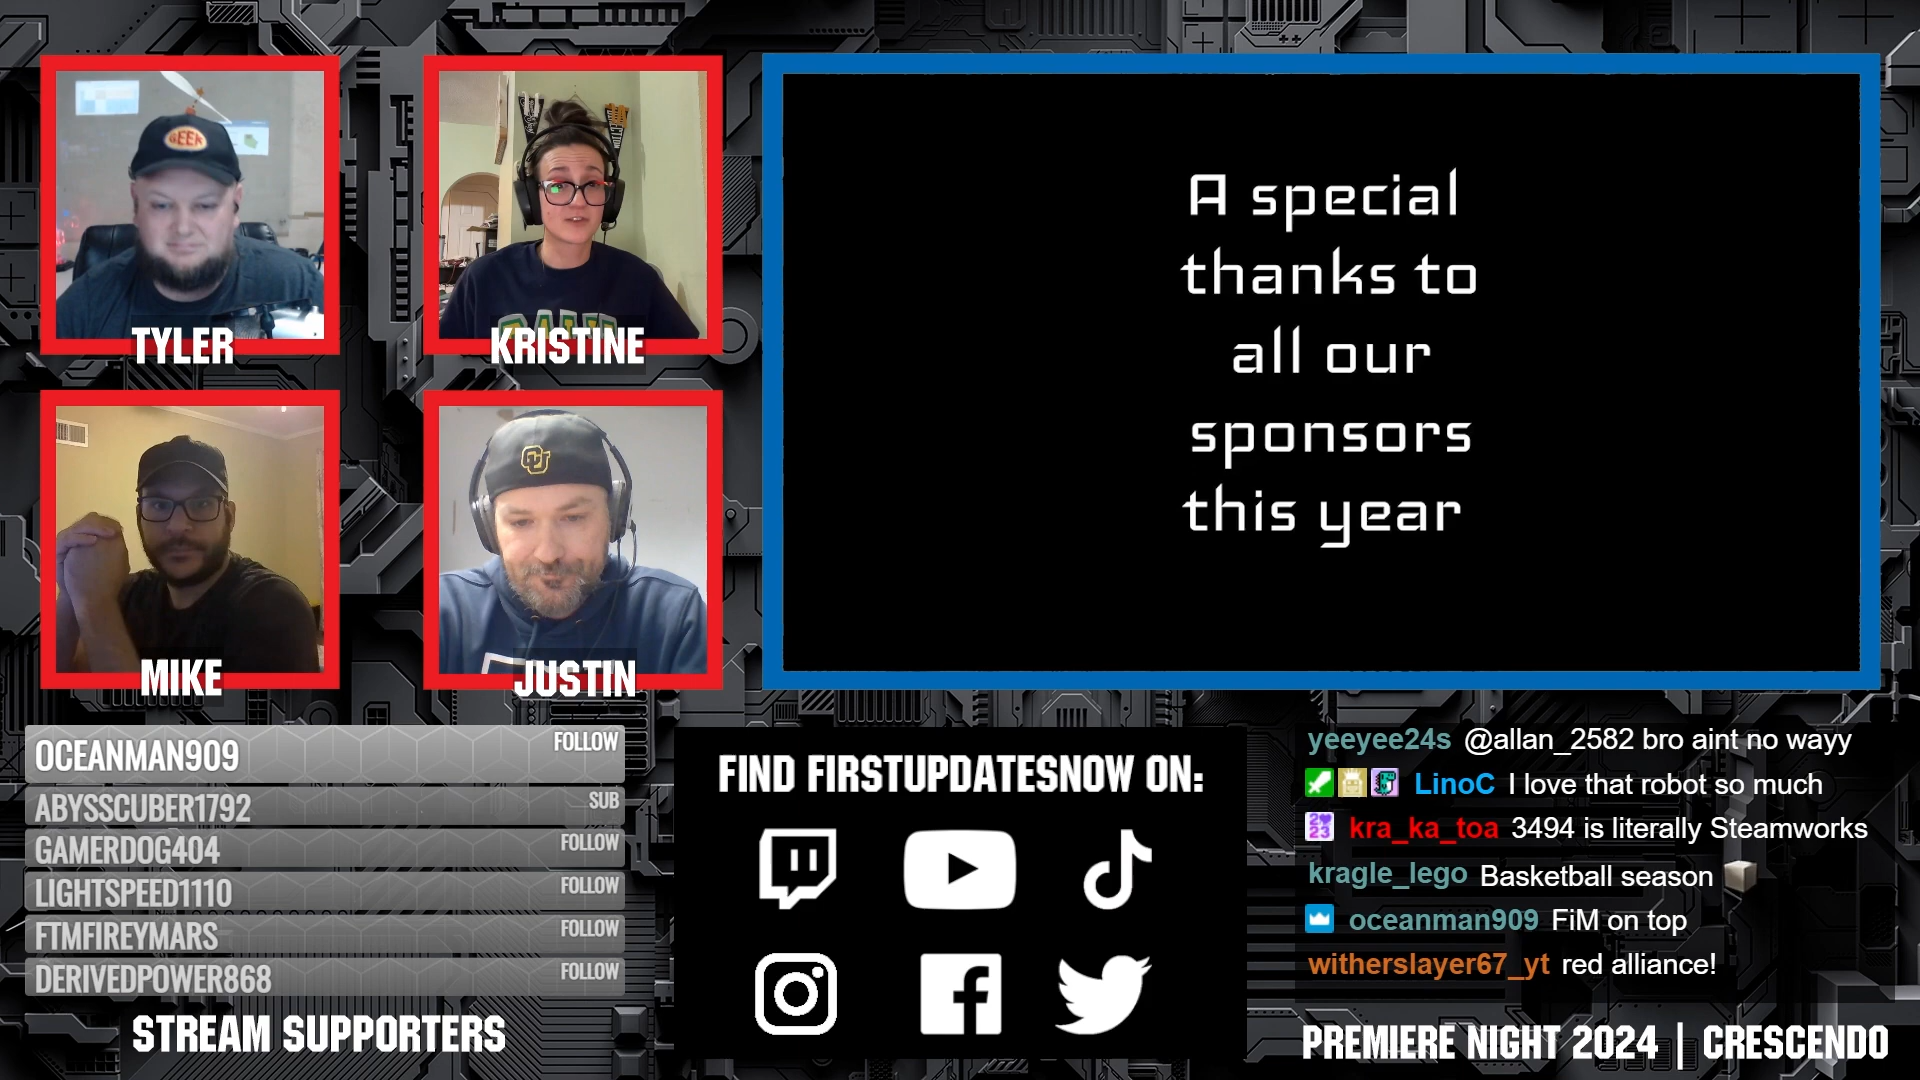 GEEK
TYLER
KRISTINE
CU
MIKE
JUSTIN
A special
thanks to
all our
sponsors
this year
OCEANMAN909 FOLLOW
ABYSSCUBER1792 SUB
GAMERDOG404 FOLLOW
LIGHTSPEED1110 FOLLOW
FTMFIREYMARS FOLLOW
DERIVEDPOWER868 FOLLOW
STREAM SUPPORTERS
FIND FIRSTUPDATESNOW ON:
yeeyee24s @allan_2582 bro aint no wayy
LinoC I love that robot so much
kra_ka_toa 3494 is literally Steamworks
kragle_lego Basketball season
oceanman909 FiM on top
witherslayer67_yt red alliance!
PREMIERE NIGHT 2024 | CRESCENDO